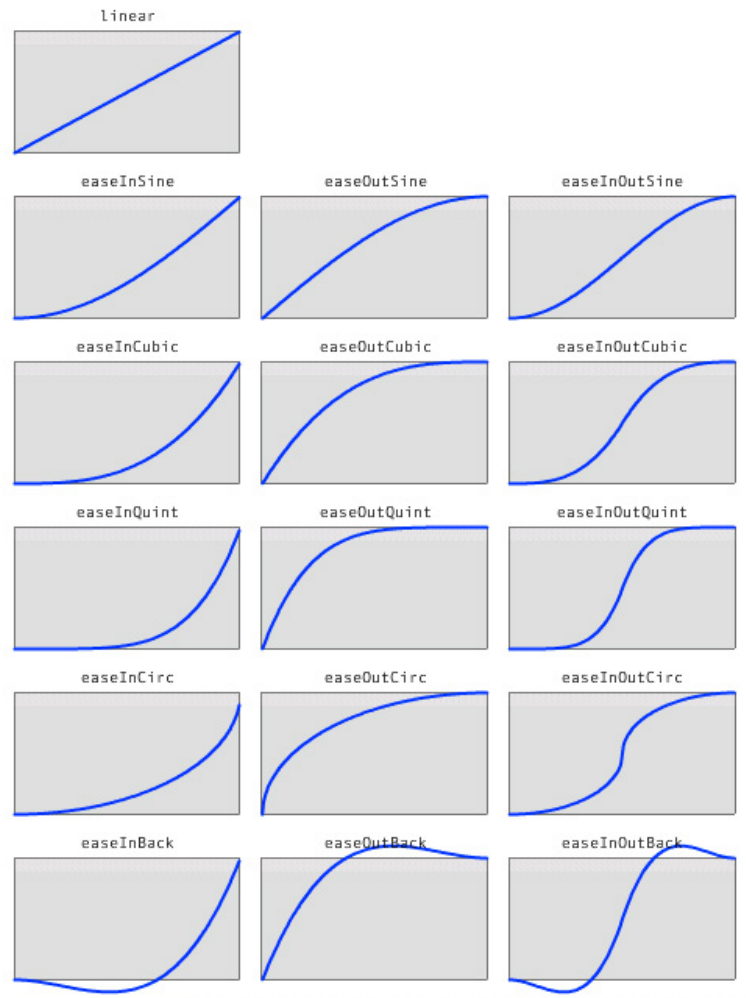 linear
easeInSine easeOutSine easeInOutSine
easeInCubic easeOutCubic easeInOutCubic
easeInQuint easeOutQuint easeInOutQuint
easeInCirc easeOutCirc easeInOutCirc
easeInBack easeOutBack easeInOutBack